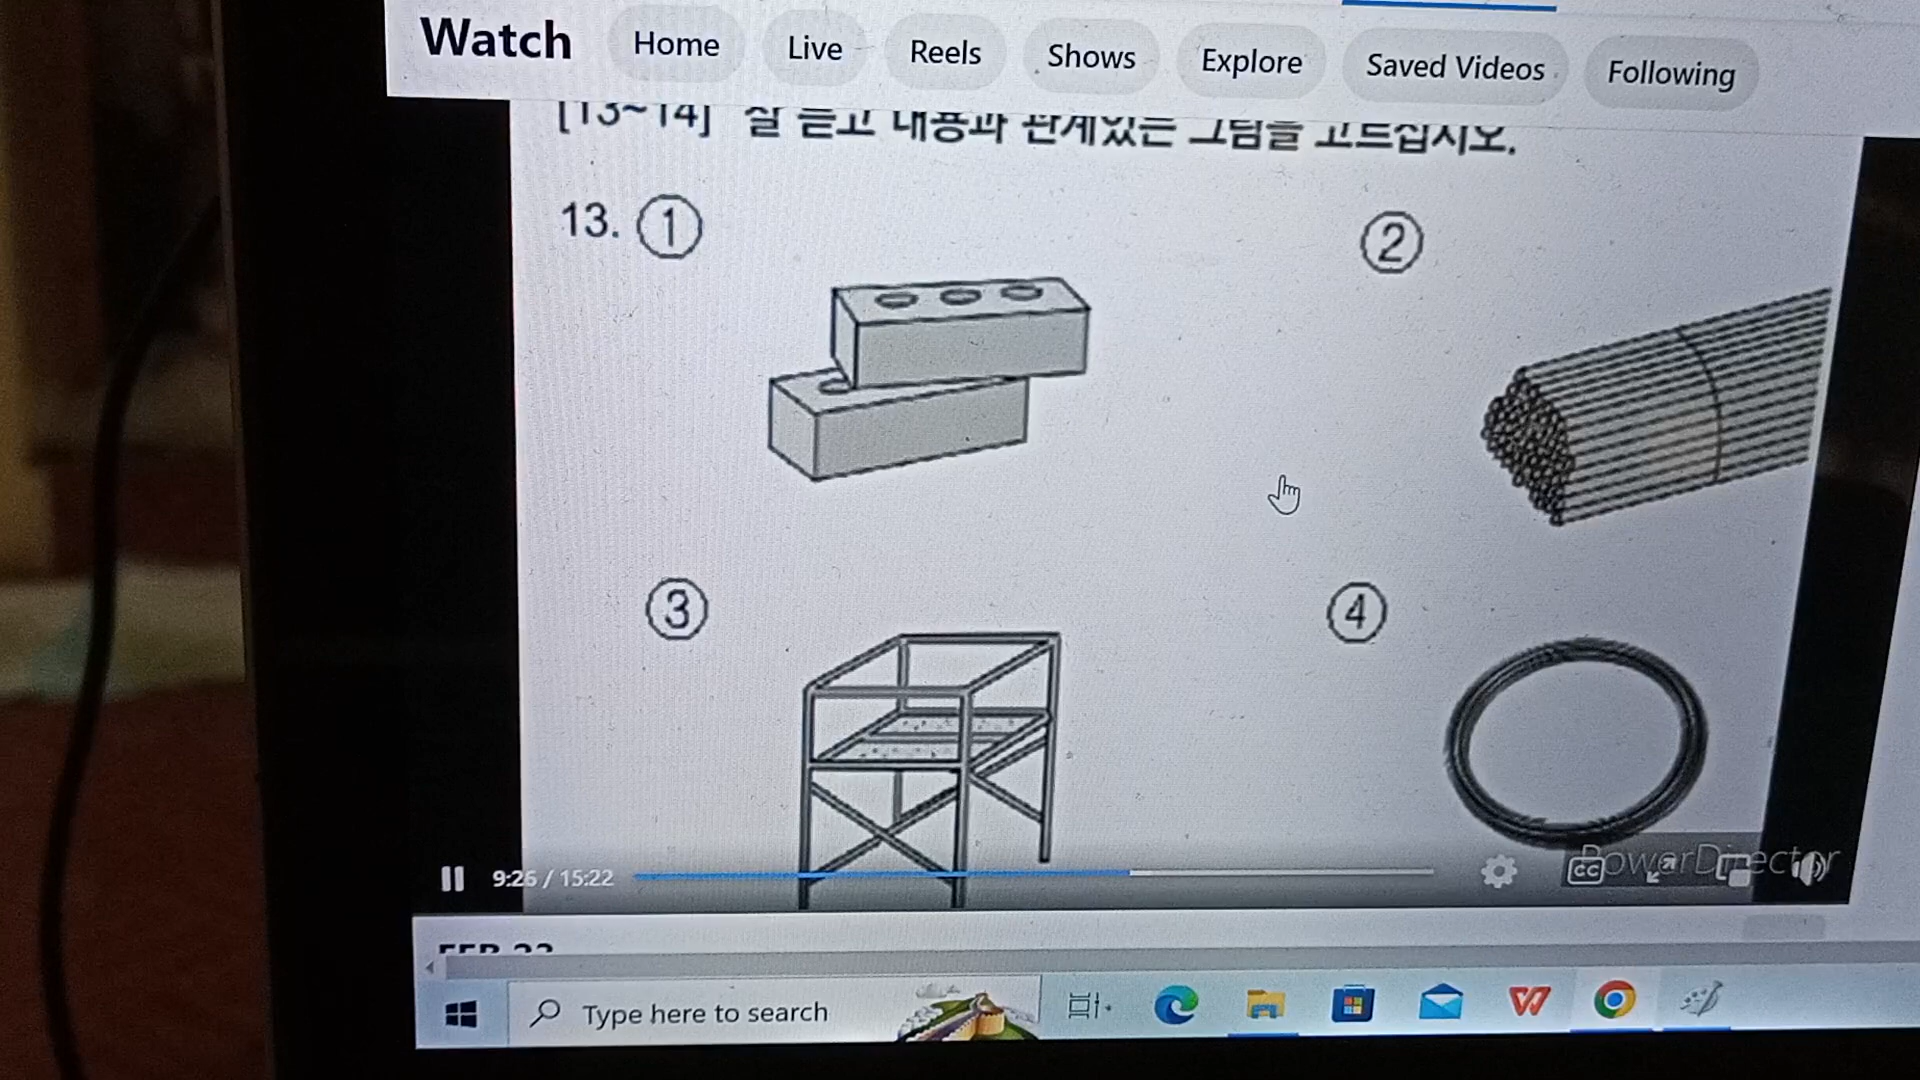 Watch Home Live Reels Shows Explore Saved Videos Following
[13~14] 잘 듣고 내용과 관계있는 그림을 고르십시오.
13. ① ②
③ ④
PowerDirector
9:26 / 15:22
CC
Type here to search